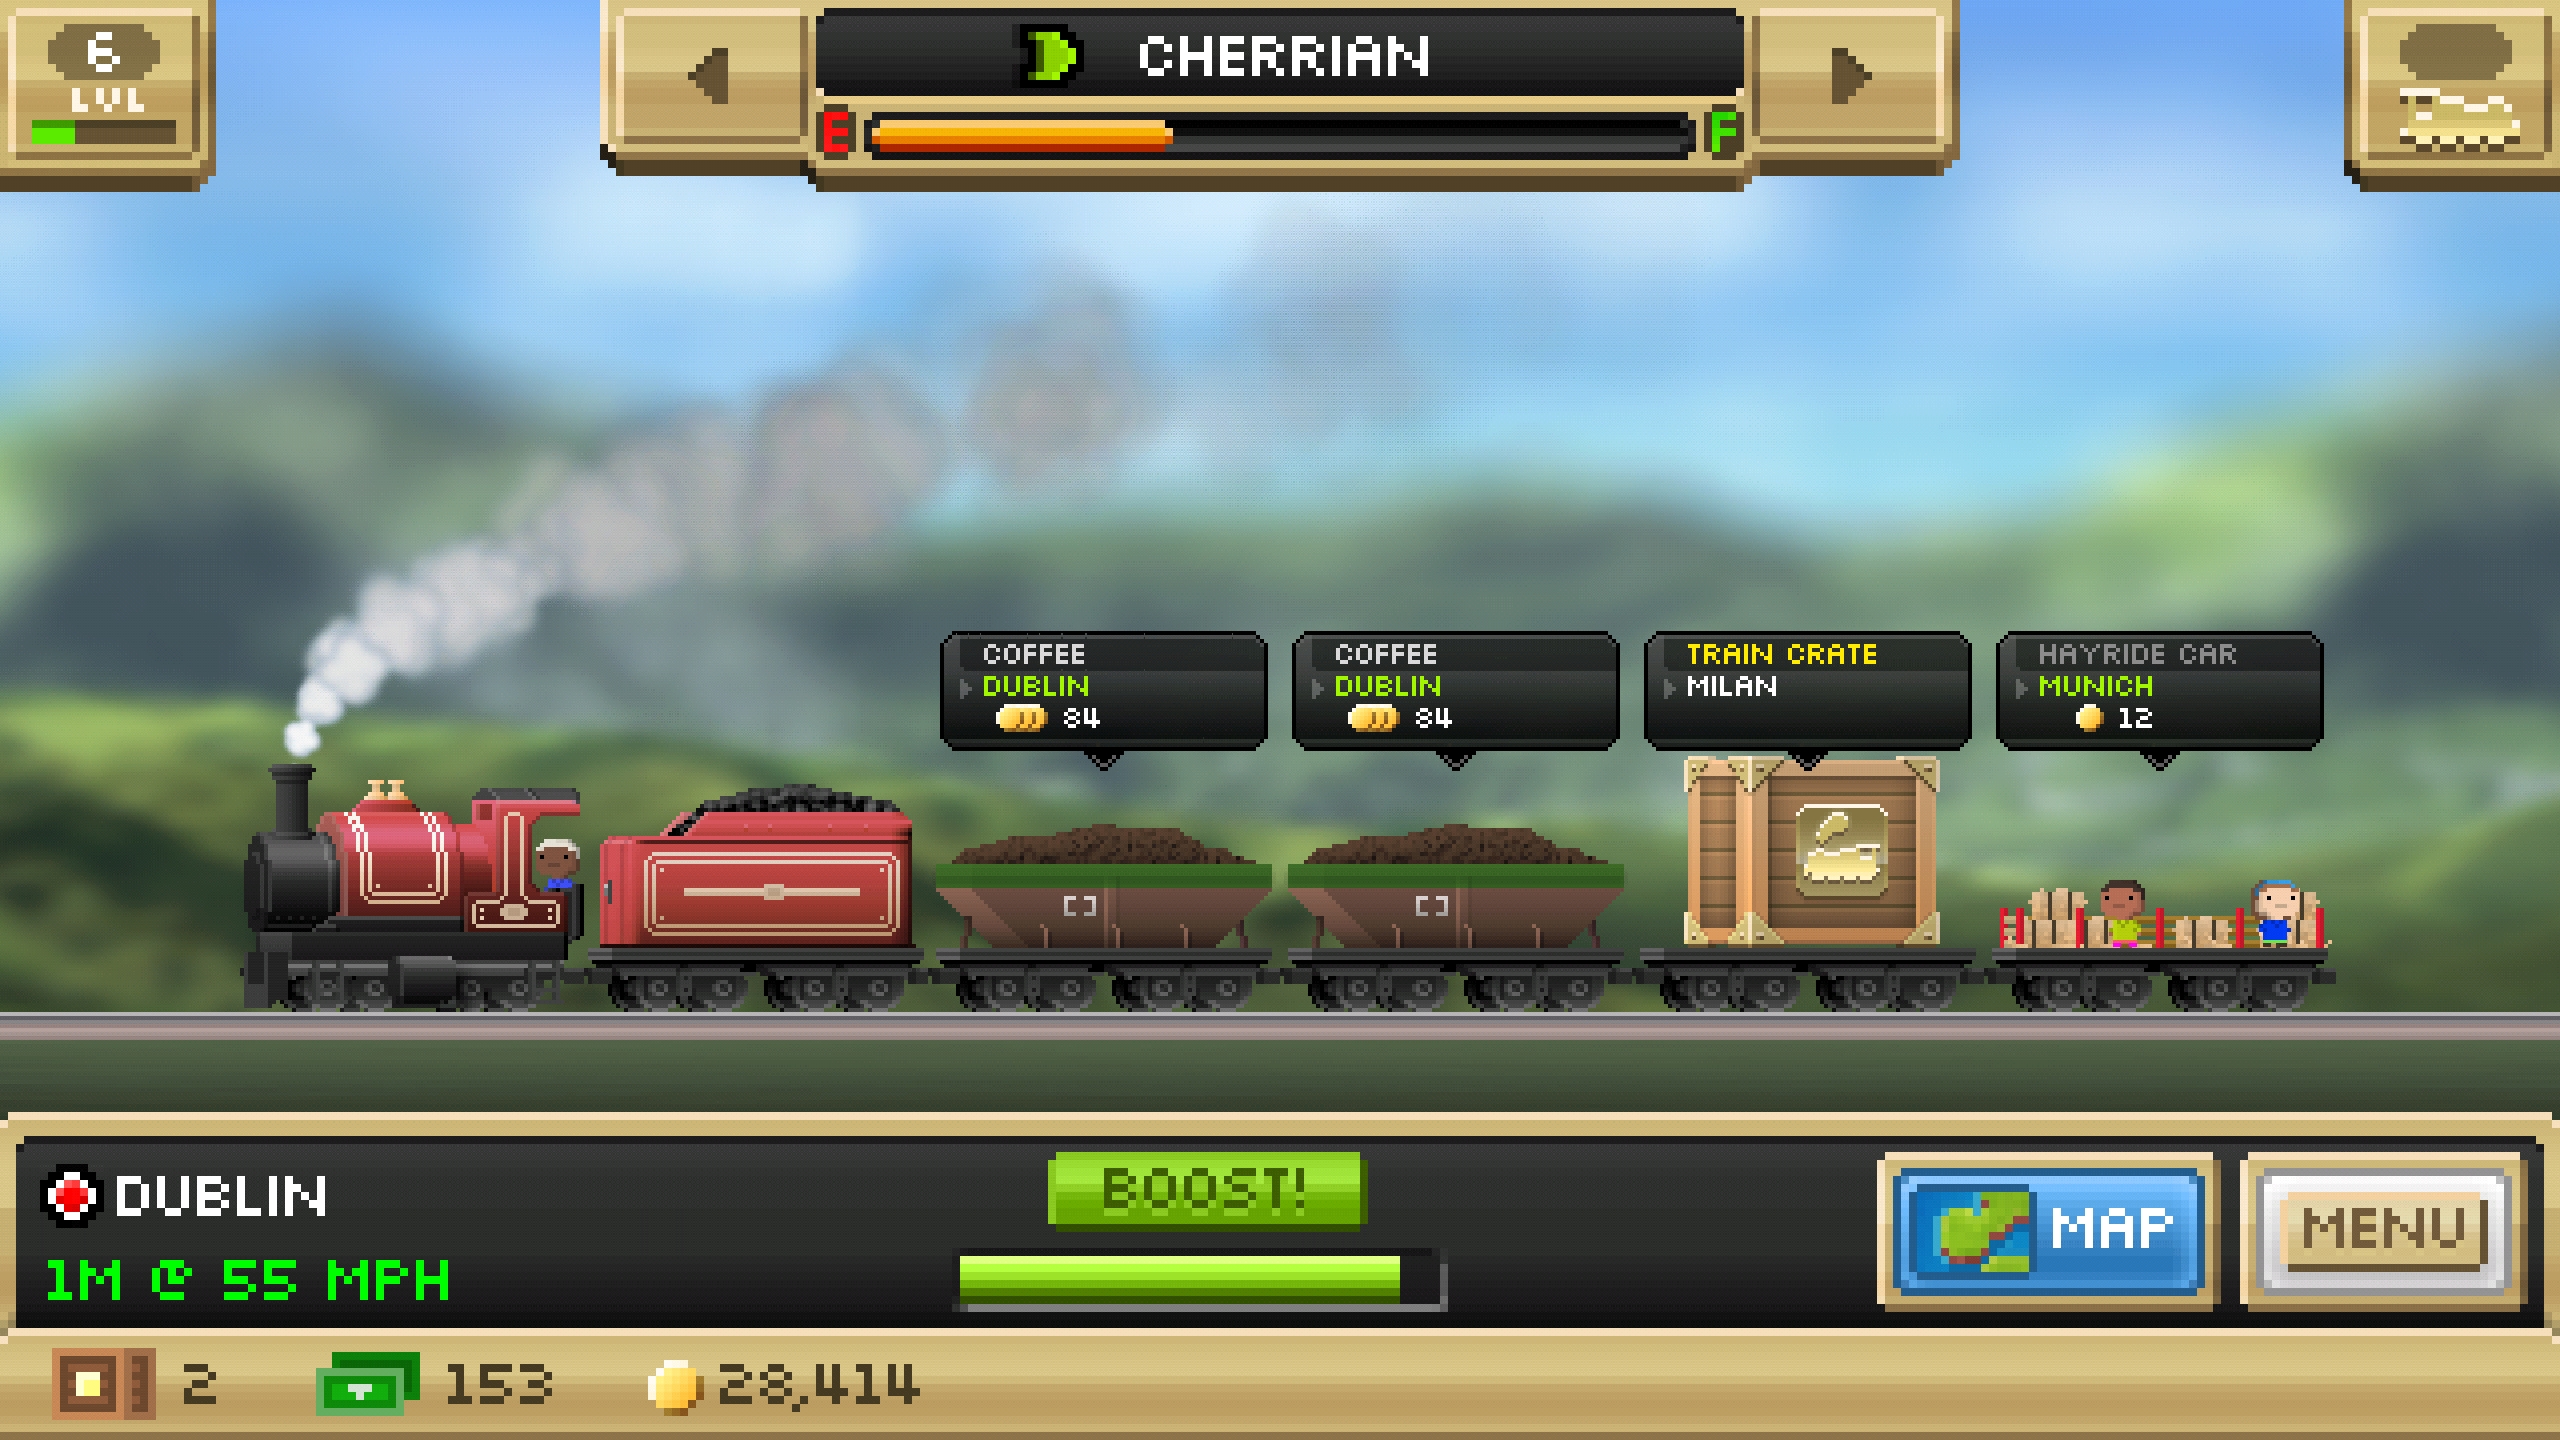 6
LVL
CHERRIAN
E
F
COFFEE
DUBLIN
84
COFFEE
DUBLIN
84
TRAIN CRATE
MILAN
HAYRIDE CAR
MUNICH
12
DUBLIN
1M @ 55 MPH
BOOST!
MAP
MENU
2
153
28,414